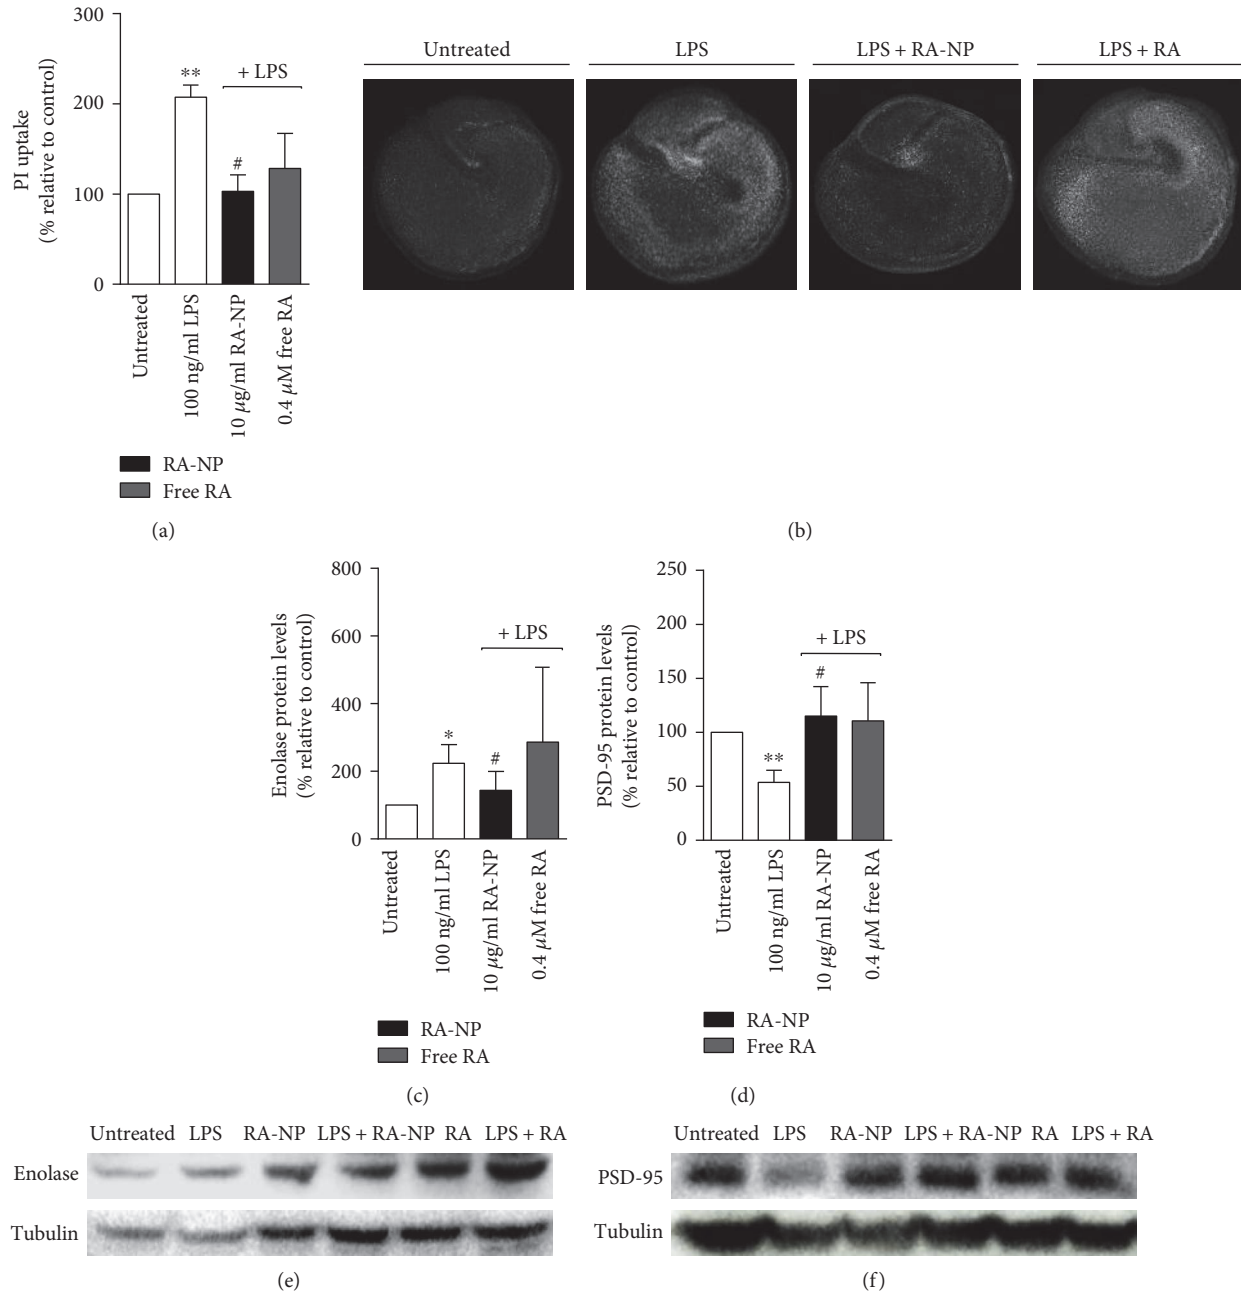 300
200
100
0
PI uptake
(% relative to control)
**
+ LPS
#
Untreated
100 ng/ml LPS
10 µg/ml RA-NP
0.4 µM free RA
RA-NP
Free RA
(a)
Untreated LPS LPS + RA-NP LPS + RA
(b)
800
600
400
200
0
Enolase protein levels
(% relative to control)
+ LPS
*
#
Untreated
100 ng/ml LPS
10 µg/ml RA-NP
0.4 µM free RA
RA-NP
Free RA
(c)
250
200
150
100
50
0
PSD-95 protein levels
(% relative to control)
+ LPS
#
**
Untreated
100 ng/ml LPS
10 µg/ml RA-NP
0.4 µM free RA
RA-NP
Free RA
(d)
Untreated LPS RA-NP LPS + RA-NP RA LPS + RA
Enolase
Tubulin
(e)
Untreated LPS RA-NP LPS + RA-NP RA LPS + RA
PSD-95
Tubulin
(f)